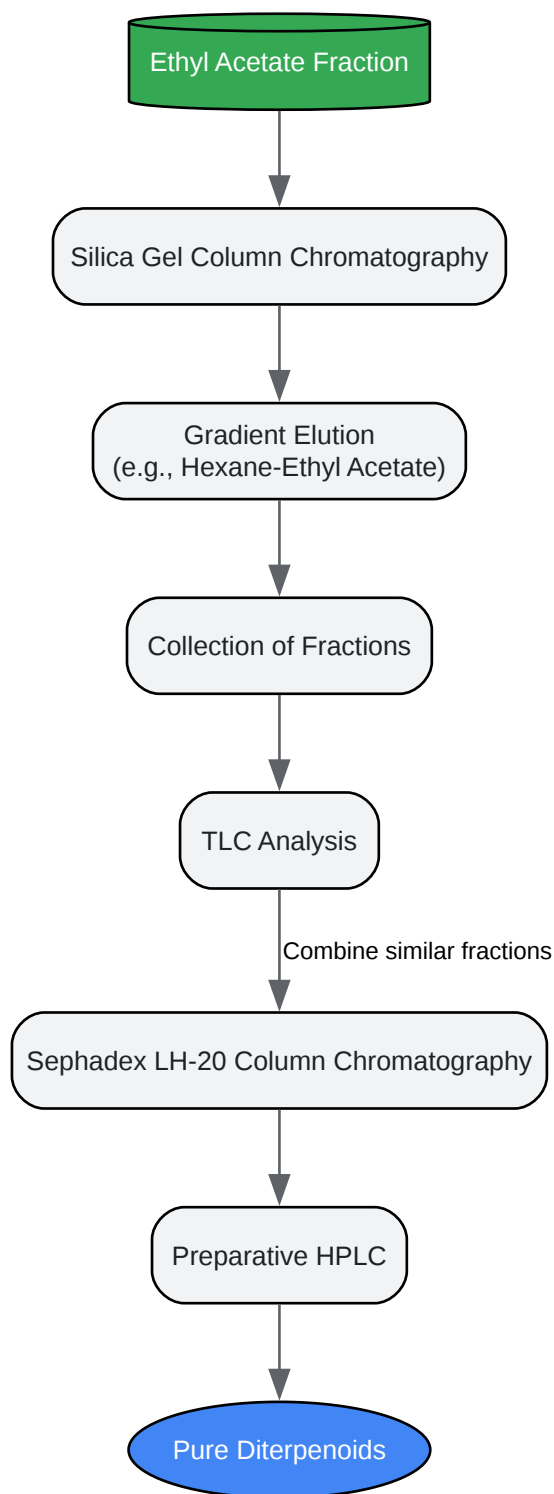 Ethyl Acetate Fraction
Silica Gel Column Chromatography
Gradient Elution
(e.g., Hexane-Ethyl Acetate)
Collection of Fractions
TLC Analysis
Combine similar fractions
Sephadex LH-20 Column Chromatography
Preparative HPLC
Pure Diterpenoids